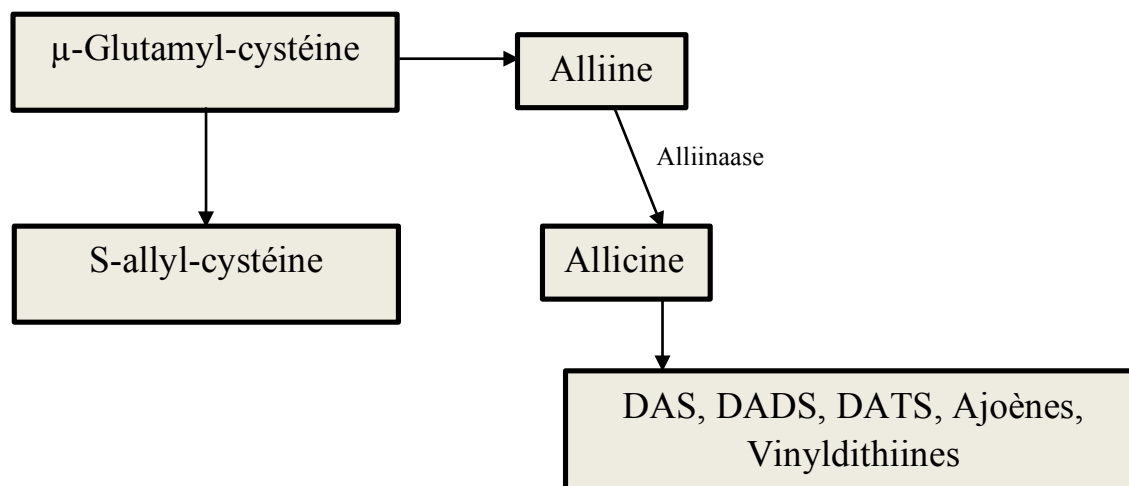 µ-Glutamyl-cystéine
Alliine
Alliinaase
S-allyl-cystéine
Allicine
DAS, DADS, DATS, Ajoènes,
Vinyldithiines